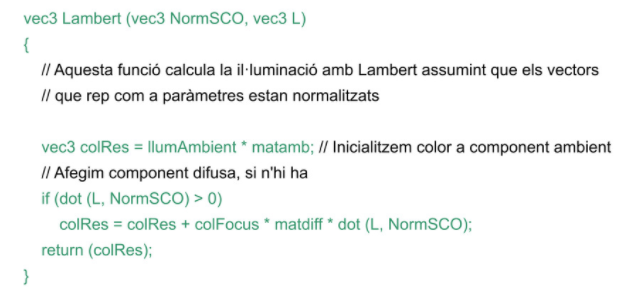 vec3 Lambert (vec3 NormSCO, vec3 L)
{
// Aquesta funció calcula la il·luminació amb Lambert assumint que els vectors
// que rep com a paràmetres estan normalitzats
vec3 colRes = llumAmbient * matamb; // Inicialitzem color a component ambient
// Afegim component difusa, si n'hi ha
if (dot (L, NormSCO) > 0)
colRes = colRes + colFocus * matdiff * dot (L, NormSCO);
return (colRes);
}